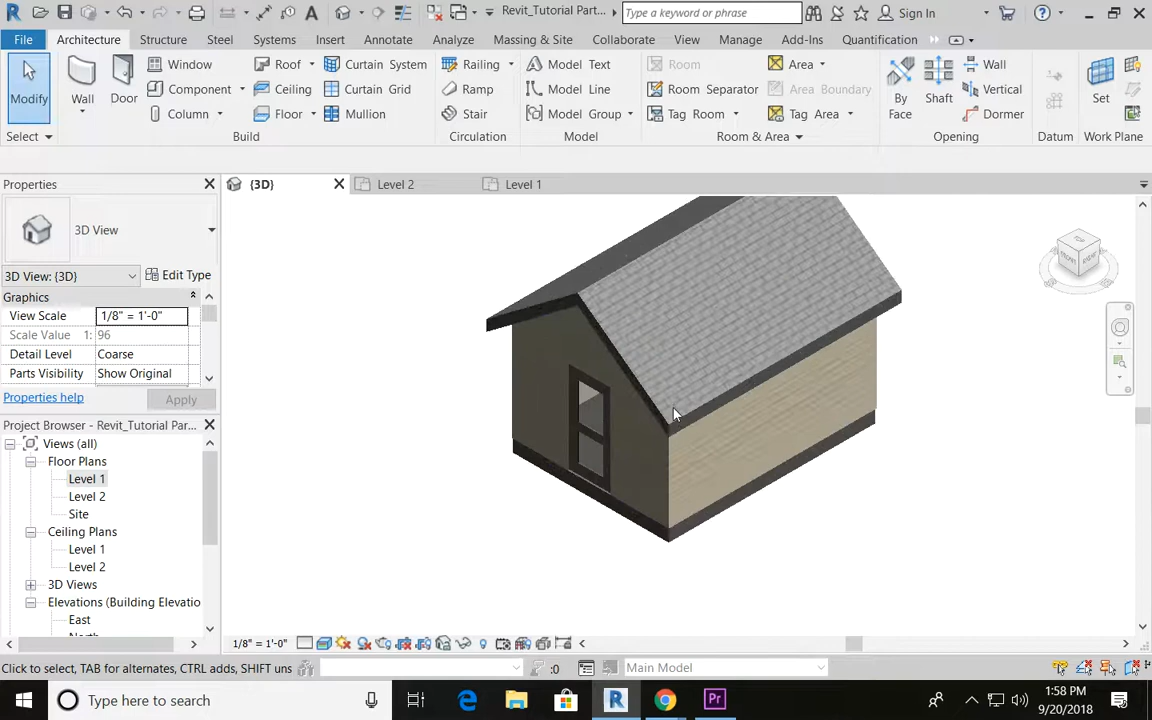 Revit_Tutorial Part...
Type a keyword or phrase
Sign In
File Architecture Structure Steel Systems Insert Annotate Analyze Massing & Site Collaborate View Manage Add-Ins Quantification
Modify Wall Door Window Roof Curtain System Railing Model Text Room Area By Face Shaft Wall Set
Component Ceiling Curtain Grid Ramp Model Line Room Separator Area Boundary Vertical
Column Floor Mullion Stair Model Group Tag Room Tag Area Dormer
Select Build Circulation Model Room & Area Opening Datum Work Plane
Properties
{3D} Level 2 Level 1
3D View
3D View: {3D} Edit Type
Graphics
View Scale 1/8" = 1'-0"
Scale Value 1: 96
Detail Level Coarse
Parts Visibility Show Original
Properties help Apply
Project Browser - Revit_Tutorial Par...
Views (all)
Floor Plans
Level 1
Level 2
Site
Ceiling Plans
Level 1
Level 2
3D Views
Elevations (Building Elevatio
East
1/8" = 1'-0"
Click to select, TAB for alternates, CTRL adds, SHIFT uns
:0 Main Model
Type here to search
1:58 PM
9/20/2018